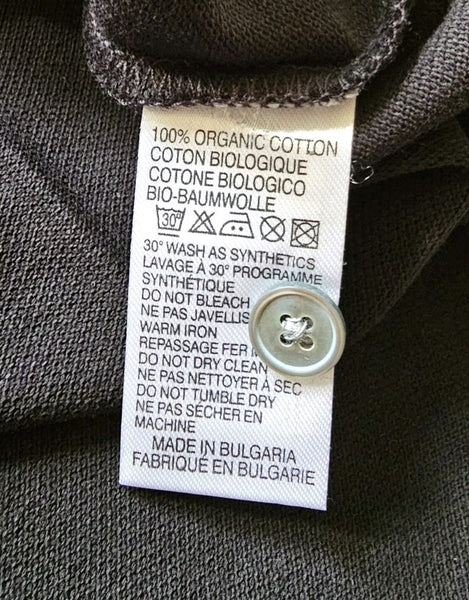 100% ORGANIC COTTON
COTON BIOLOGIQUE
COTONE BIOLOGICO
BIO-BAUMWOLLE
30°
30° WASH AS SYNTHETICS
LAVAGE À 30° PROGRAMME
SYNTHÉTIQUE
DO NOT BLEACH
NE PAS JAVELLIS
WARM IRON
REPASSAGE FER
DO NOT DRY CLEAN
NE PAS NETTOYER À SEC
DO NOT TUMBLE DRY
NE PAS SÉCHER EN
MACHINE
MADE IN BULGARIA
FABRIQUÉ EN BULGARIE